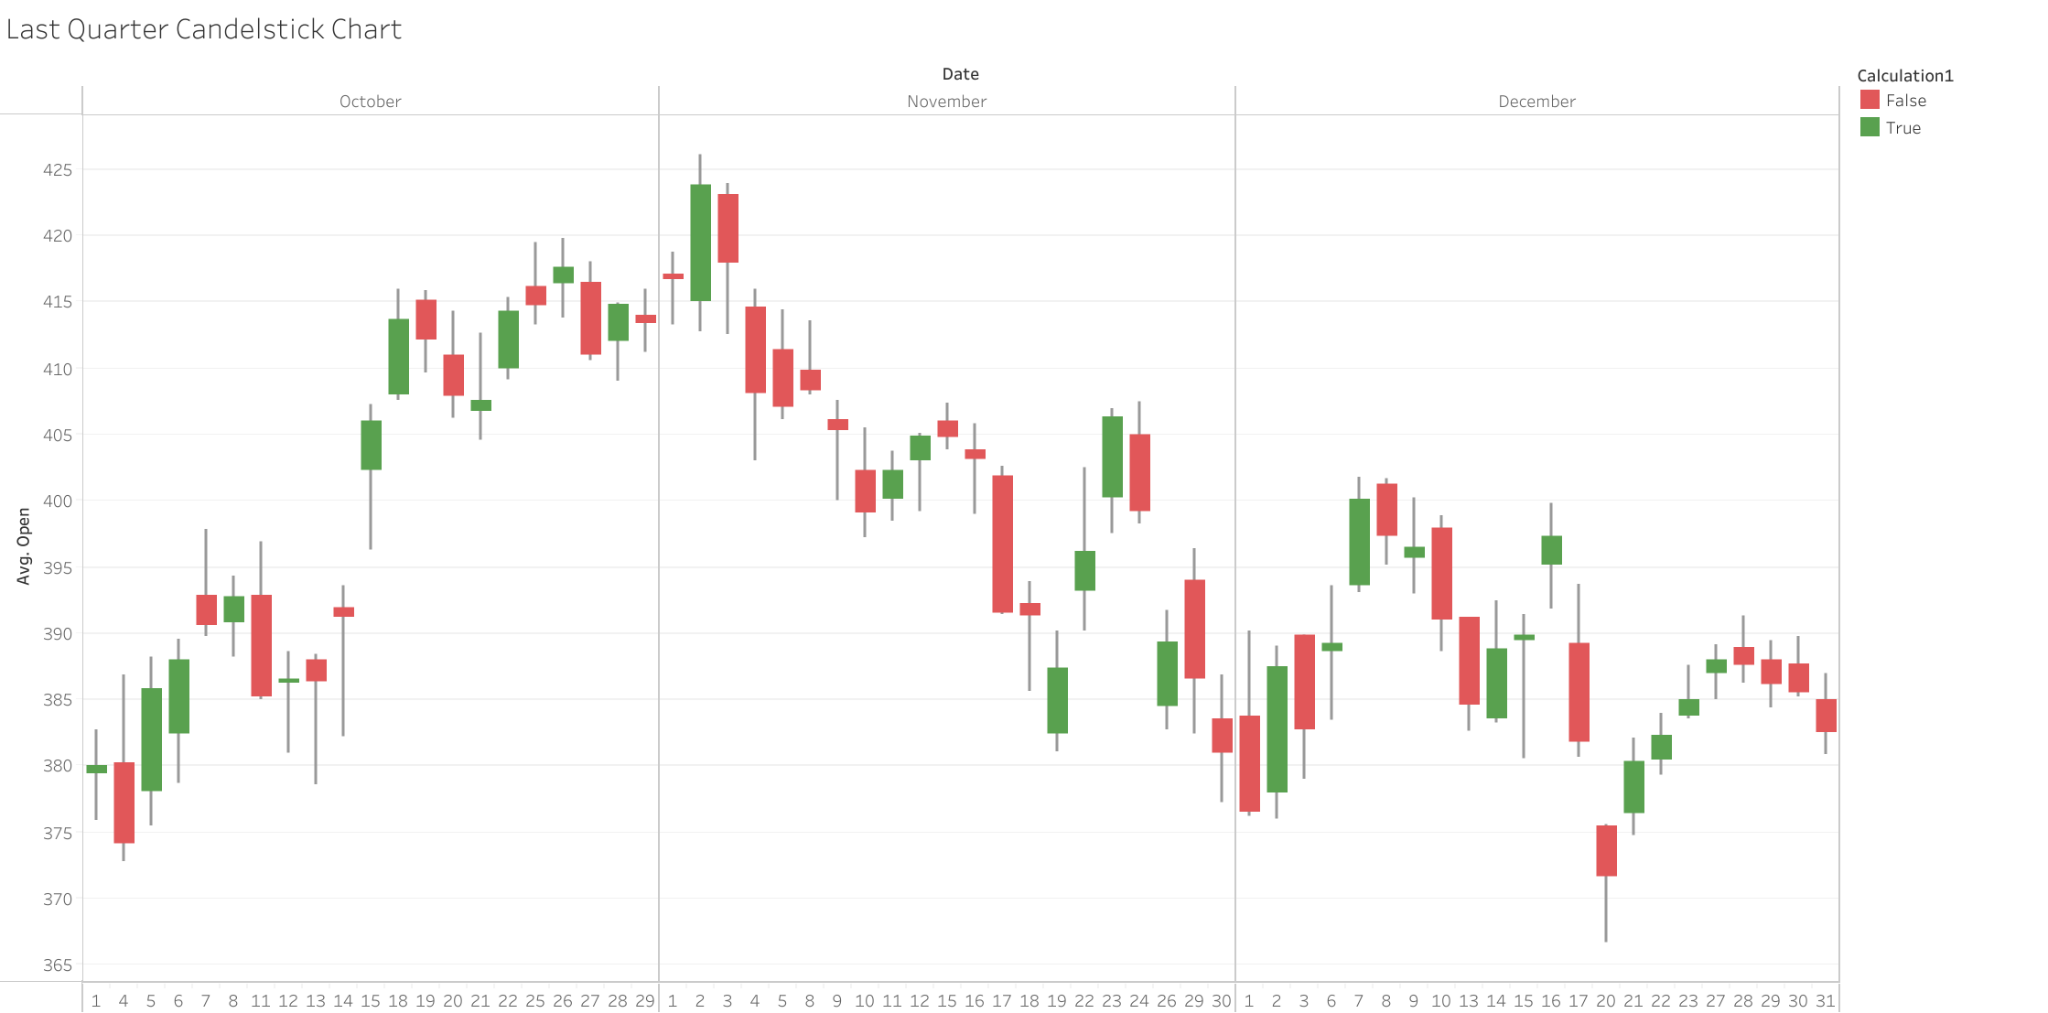 Last Quarter Candelstick Chart
Date
October November December
Calculation1
False
True
425
420
415
410
405
400
395
390
385
380
375
370
365
Avg. Open
1 4 5 6 7 8 11 12 13 14 15 18 19 20 21 22 25 26 27 28 29 1 2 3 4 5 8 9 10 11 12 15 16 17 18 19 22 23 24 26 29 30 1 2 3 6 7 8 9 10 13 14 15 16 17 20 21 22 23 27 28 29 30 31